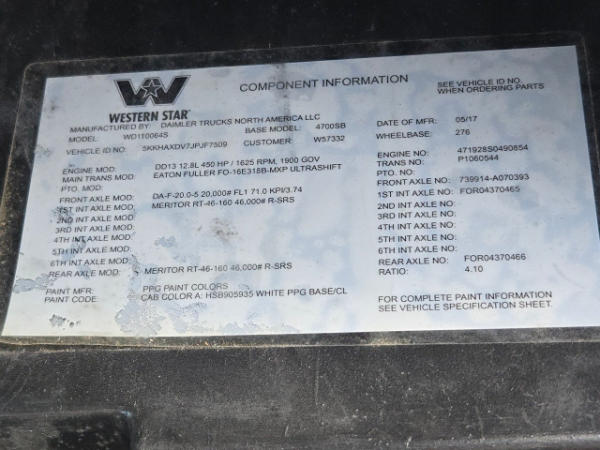 WESTERN STAR
COMPONENT INFORMATION
SEE VEHICLE ID NO.
WHEN ORDERING PARTS
MANUFACTURED BY: DAIMLER TRUCKS NORTH AMERICA LLC
MODEL WD110064S BASE MODEL: 4700SB DATE OF MFR: 05/17
VEHICLE ID NO: 5KKHAXDV7JPJF7509 CUSTOMER: W57332 WHEELBASE: 276
ENGINE MOD: DD13 12.8L 450 HP / 1625 RPM, 1900 GOV ENGINE NO: 471928S0490854
MAIN TRANS MOD: EATON FULLER FO-16E318B-MXP ULTRASHIFT TRANS NO: P1060544
PTO. MOD: PTO. NO:
FRONT AXLE MOD: DA-F-20.0-5 20,000# FL1 71.0 KPI/3.74 FRONT AXLE NO: 739914-A070393
1ST INT AXLE MOD: MERITOR RT-46-160 46,000# R-SRS 1ST INT AXLE NO: FOR04370465
2ND INT AXLE MOD: 2ND INT AXLE NO:
3RD INT AXLE MOD: 3RD INT AXLE NO:
4TH INT AXLE MOD: 4TH INT AXLE NO:
5TH INT AXLE MOD: 5TH INT AXLE NO:
6TH INT AXLE MOD: 6TH INT AXLE NO:
REAR AXLE MOD: MERITOR RT-46-160 46,000# R-SRS REAR AXLE NO: FOR04370466
RATIO: 4.10
PAINT MFR: PPG PAINT COLORS
PAINT CODE: CAB COLOR A: HSB905935 WHITE PPG BASE/CL
FOR COMPLETE PAINT INFORMATION
SEE VEHICLE SPECIFICATION SHEET.